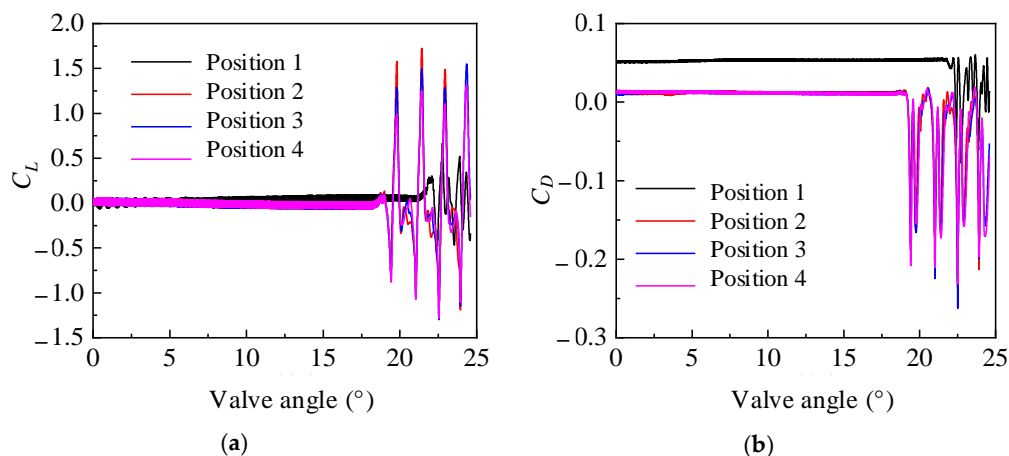 (a)
2.0
1.5
1.0
0.5
0.0
−0.5
−1.0
−1.5
C_L
Position 1
Position 2
Position 3
Position 4
0 5 10 15 20 25
Valve angle (°)
(a)
b)
0.1
0.0
−0.1
−0.2
−0.3
C_D
Position 1
Position 2
Position 3
Position 4
0 5 10 15 20 25
Valve angle (°)
(b)